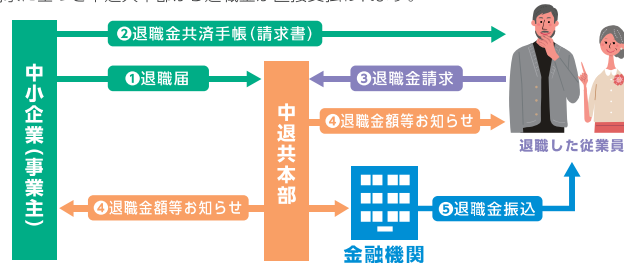 ❷退職金共済手帳(請求書)
❶退職届
❸退職金請求
中小企業(事業主)
中退共本部
❹退職金額等お知らせ
退職した従業員
❹退職金額等お知らせ
❺退職金振込
金融機関